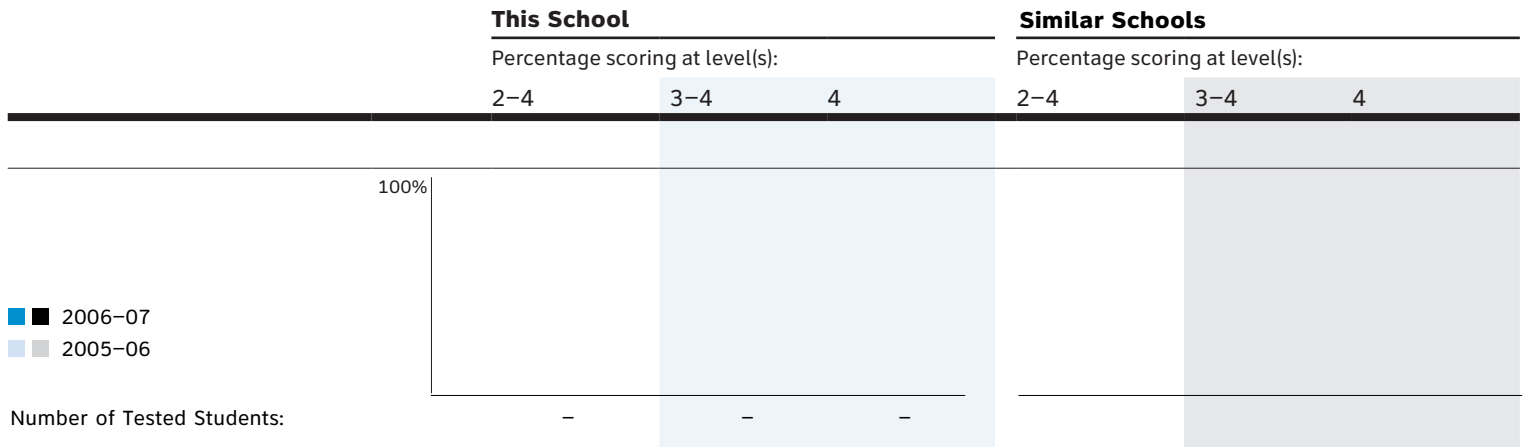 This School Similar Schools
Percentage scoring at level(s): Percentage scoring at level(s):
2–4 3–4 4 2–4 3–4 4
100%
2006–07
2005–06
Number of Tested Students: – – –